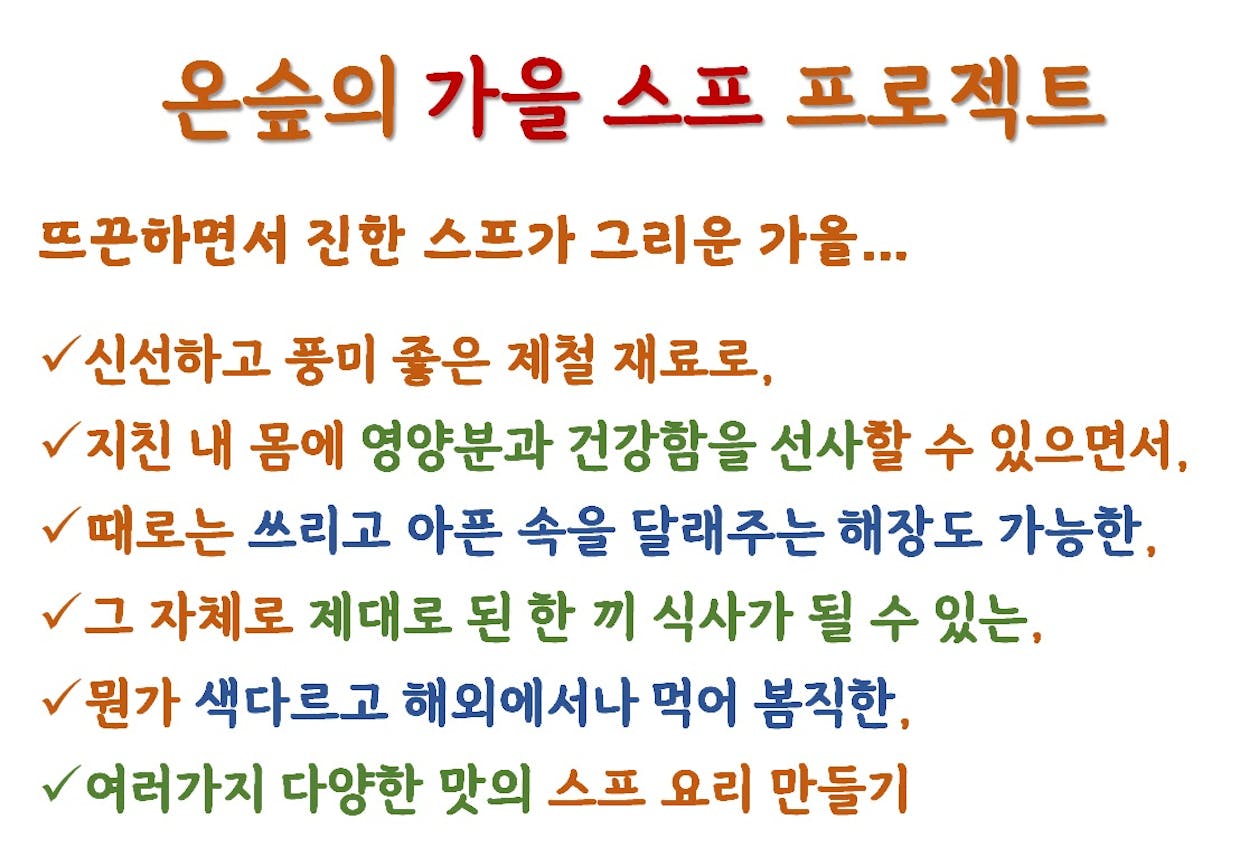 온슾의 가을 스프 프로젝트
뜨끈하면서 진한 스프가 그리운 가을...
✓신선하고 풍미 좋은 제철 재료로,
✓지친 내 몸에 영양분과 건강함을 선사할 수 있으면서,
✓때로는 쓰리고 아픈 속을 달래주는 해장도 가능한,
✓그 자체로 제대로 된 한 끼 식사가 될 수 있는,
✓뭔가 색다르고 해외에서나 먹어 봄직한,
✓여러가지 다양한 맛의 스프 요리 만들기